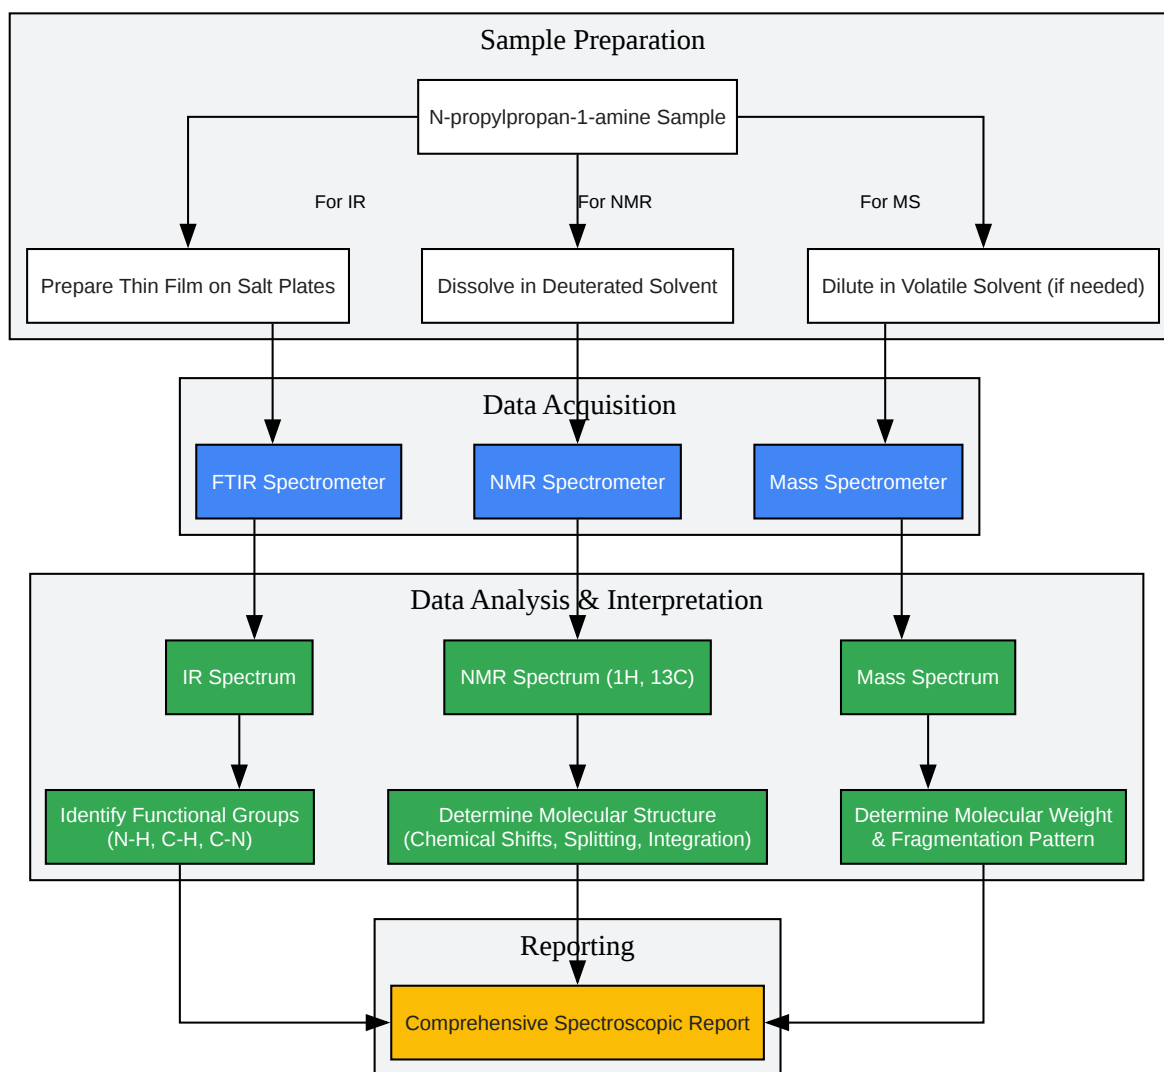 Sample Preparation
N-propylpropan-1-amine Sample
For IR
For NMR
For MS
Prepare Thin Film on Salt Plates
Dissolve in Deuterated Solvent
Dilute in Volatile Solvent (if needed)
Data Acquisition
FTIR Spectrometer
NMR Spectrometer
Mass Spectrometer
Data Analysis & Interpretation
IR Spectrum
NMR Spectrum (1H, 13C)
Mass Spectrum
Identify Functional Groups
(N-H, C-H, C-N)
Determine Molecular Structure
(Chemical Shifts, Splitting, Integration)
Determine Molecular Weight
& Fragmentation Pattern
Reporting
Comprehensive Spectroscopic Report